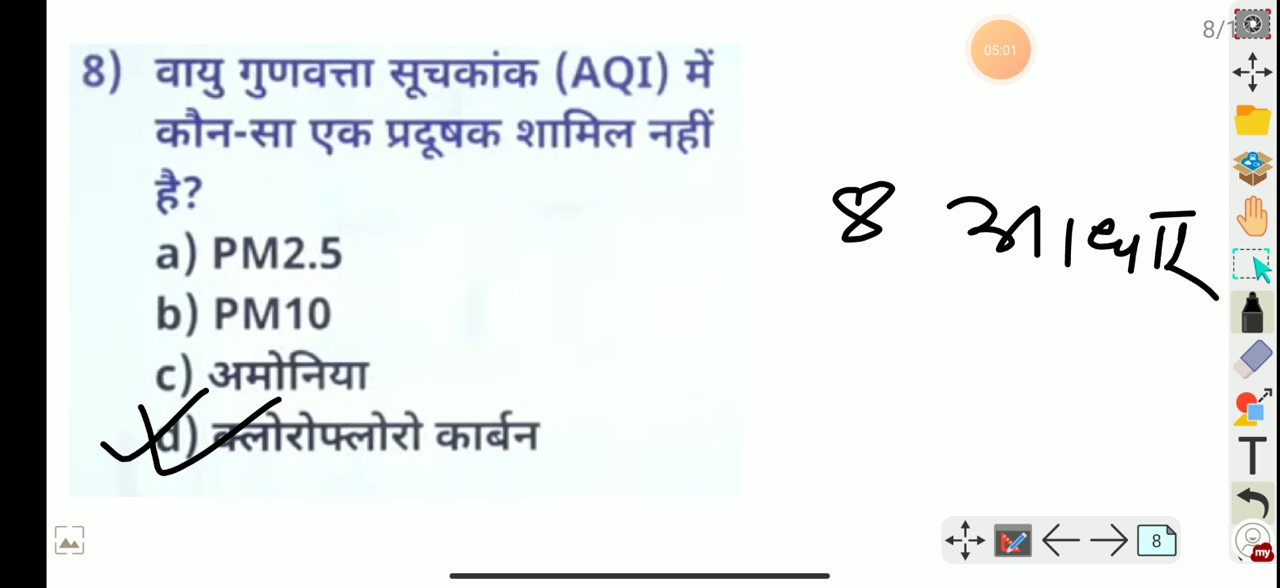 8/1
05:01
8) वायु गुणवत्ता सूचकांक (AQI) में
कौन-सा एक प्रदूषक शामिल नहीं
है?
a) PM2.5
b) PM10
c) अमोनिया
d) क्लोरोफ्लोरो कार्बन
8
T
8
my